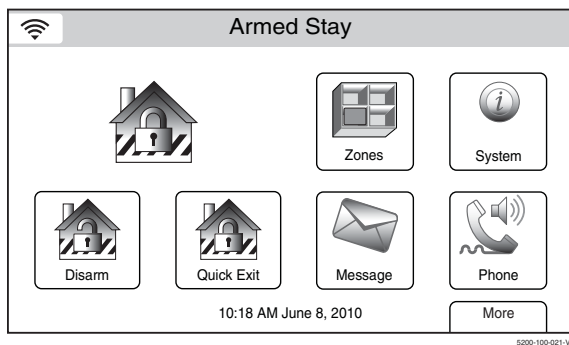 Armed Stay
Zones
System
Disarm
Quick Exit
Message
Phone
10:18 AM June 8, 2010
More
5200-100-021-V